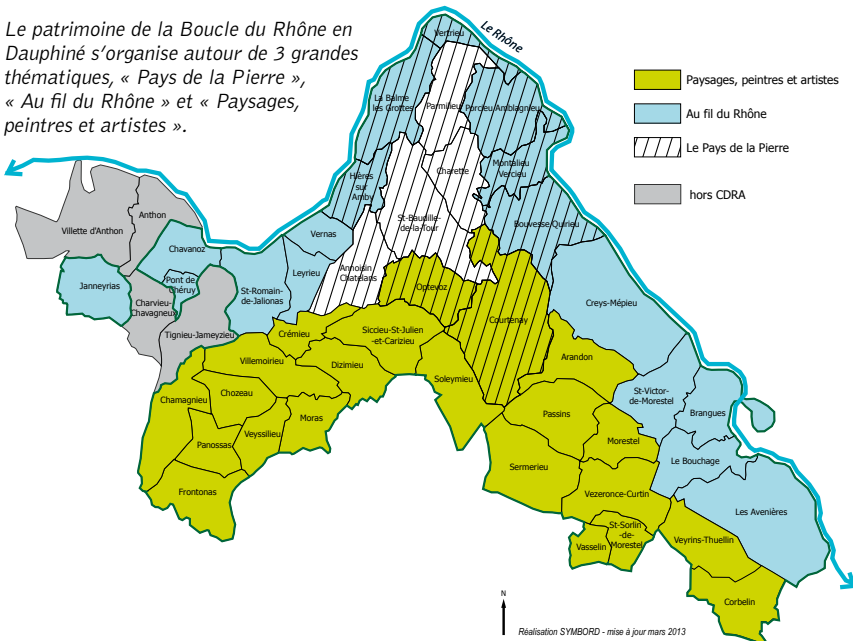 Le patrimoine de la Boucle du Rhône en
Dauphiné s'organise autour de 3 grandes
thématiques, « Pays de la Pierre »,
« Au fil du Rhône » et « Paysages,
peintres et artistes ».
Le Rhône
Paysages, peintres et artistes
Au fil du Rhône
Le Pays de la Pierre
hors CDRA
Vertrieu
La Balme
les Grottes
Parmilieu
Porcieu Amblagnieu
Hières
sur
Amby
Charette
Montalieu
Vercieu
St-Baudille-
de-la-Tour
Bouvesse-Quirieu
Villette d'Anthon
Anthon
Chavanoz
Vernas
Leyrieu
Annoisin
Chatelans
Janneyrias
Pont de
Chéruy
St-Romain-
de-Jalionas
Optevoz
Creys-Mépieu
Charvieu-
Chavagneux
Tignieu-Jameyzieu
Crémieu
Siccieu-St-Julien
-et-Carizieu
Courtenay
Villemoirieu
Dizimieu
Soleymieu
Arandon
Chamagnieu
Chozeau
Moras
St-Victor-
de-Morestel
Brangues
Panossas
Veyssilieu
Passins
Morestel
Le Bouchage
Frontonas
Sermerieu
Vezeronce-Curtin
Les Avenières
St-Sorlin
-de-
Morestel
Vasselin
Veyrins-Thuellin
Corbelin
N
Réalisation SYMBORD - mise à jour mars 2013